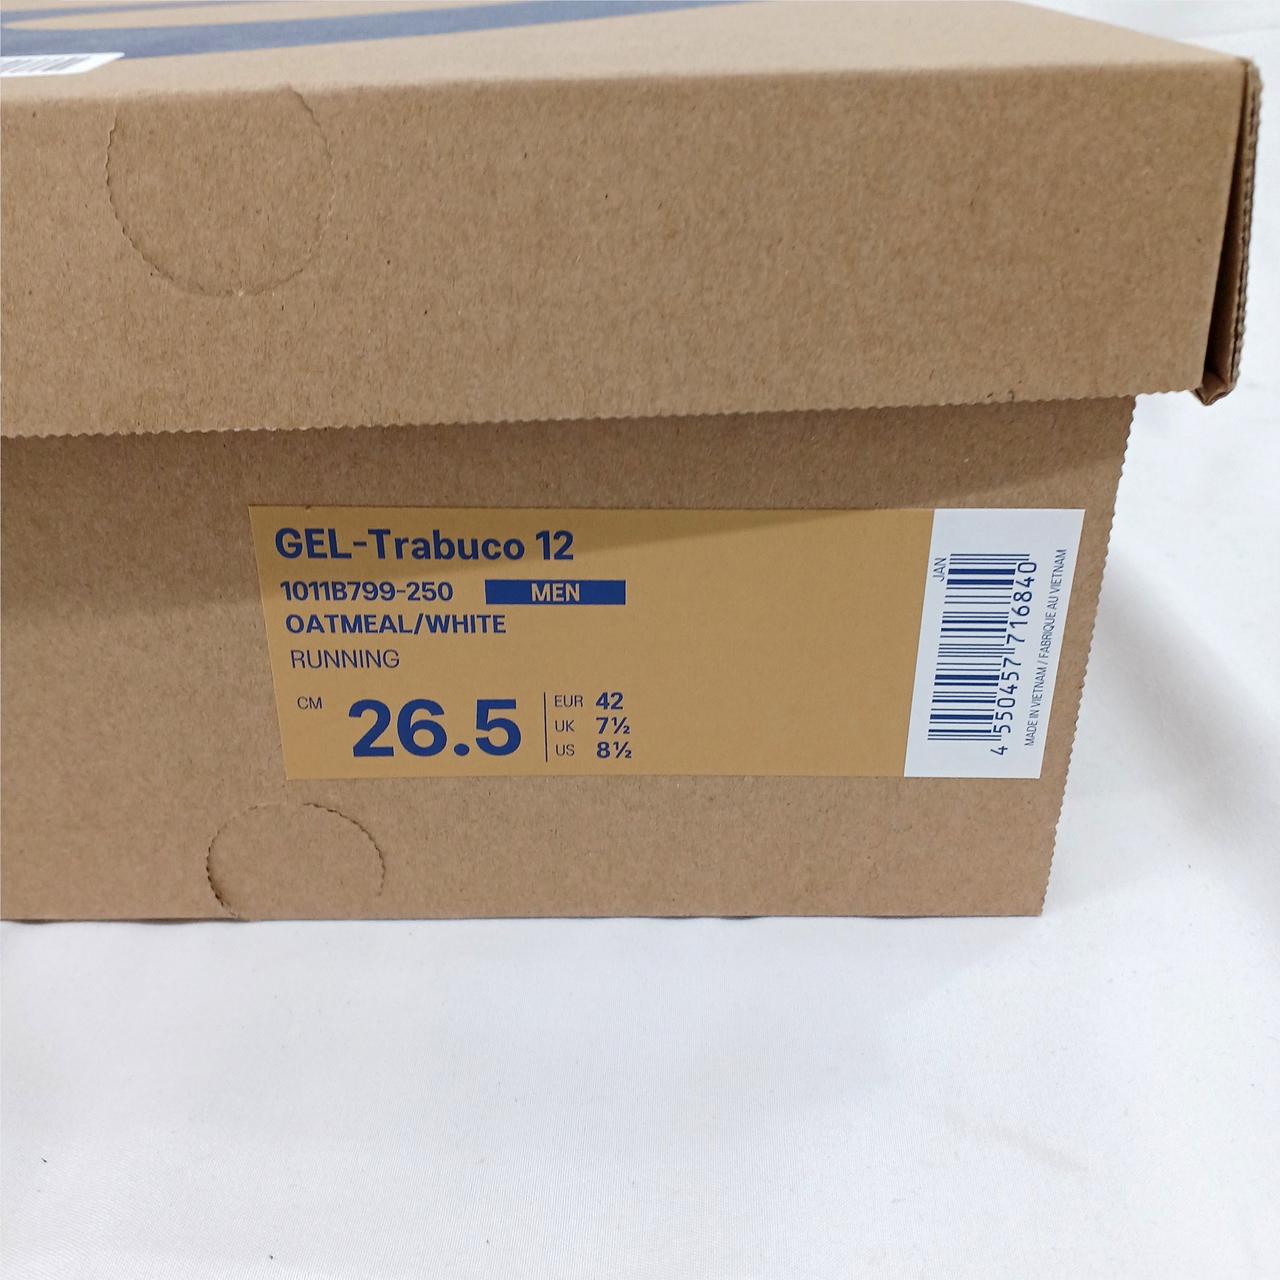 GEL-Trabuco 12
1011B799-250 MEN
OATMEAL/WHITE
RUNNING
CM 26.5
EUR 42
UK 7½
US 8½
JAN
4 550457 716840
MADE IN VIETNAM / FABRIQUE AU VIETNAM